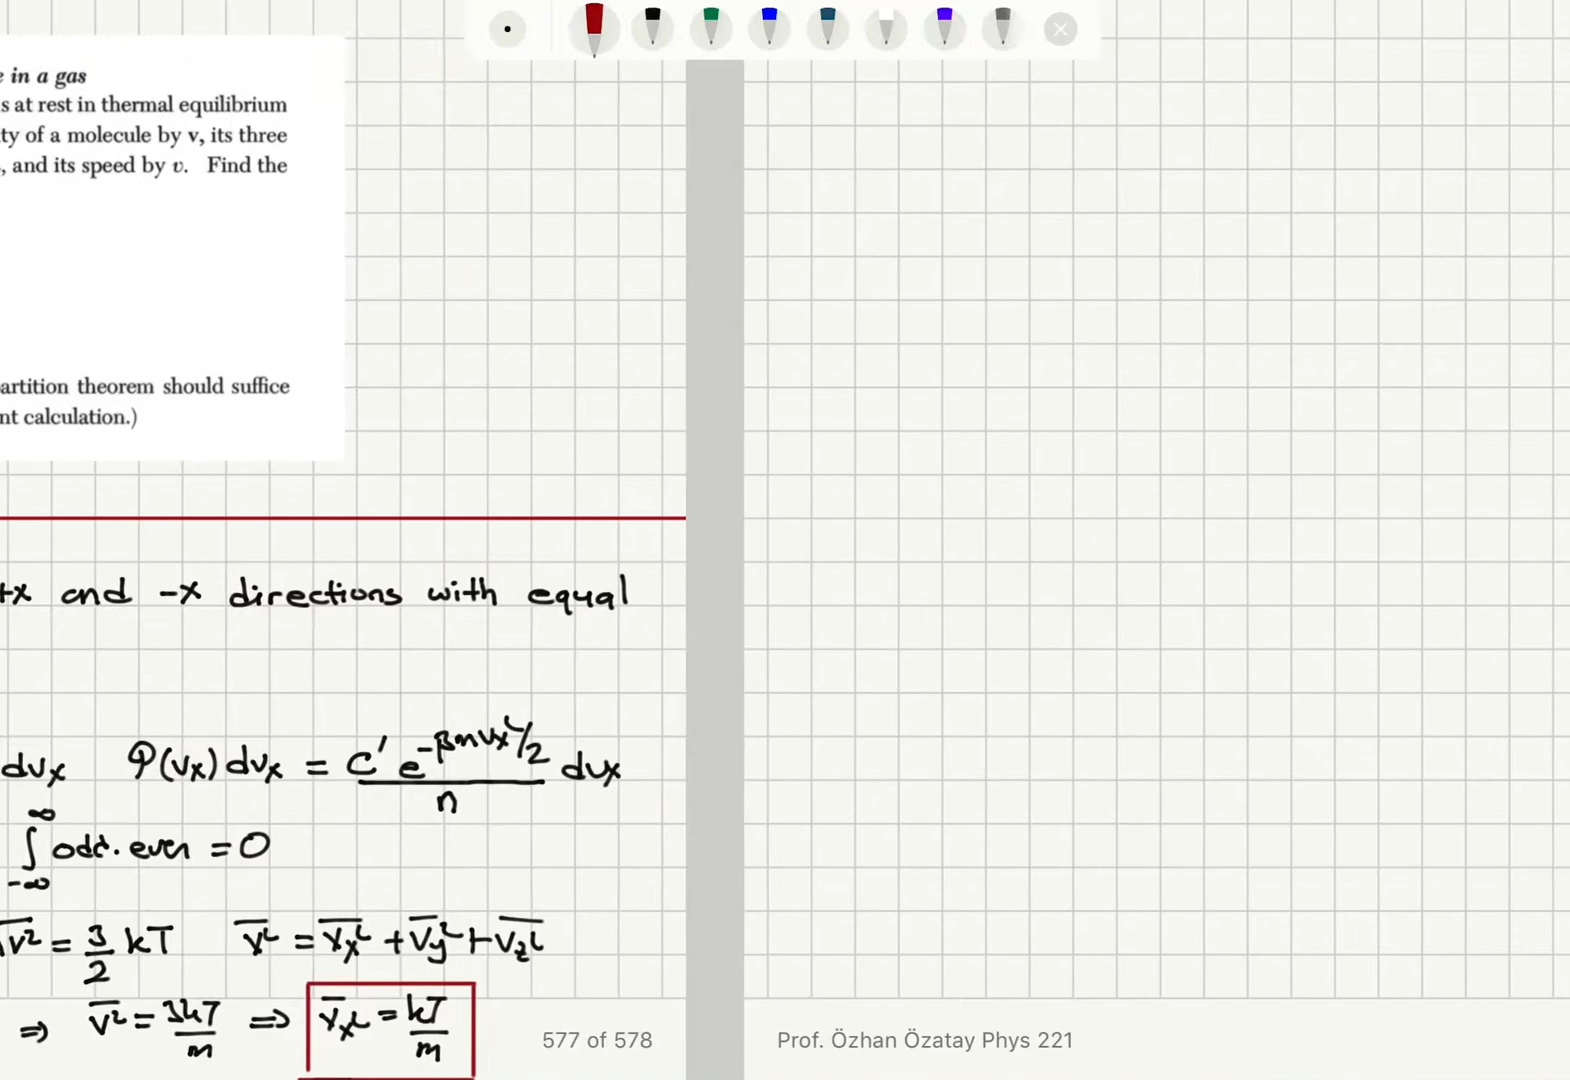 in a gas
s at rest in thermal equilibrium
ty of a molecule by v, its three
, and its speed by v. Find the
artition theorem should suffice
nt calculation.)
+x and -x directions with equal
dvx φ(vx) dvx = C' e^(-βmvx²/2) / n dvx
∫_{-∞}^{∞} odd. even = 0
v̅² = 3/2 kT v̅² = v̅x² + v̅y² + v̅z²
⇒ v̅² = 3kT/m ⇒ v̅x² = kT/m
577 of 578
Prof. Özhan Özatay Phys 221